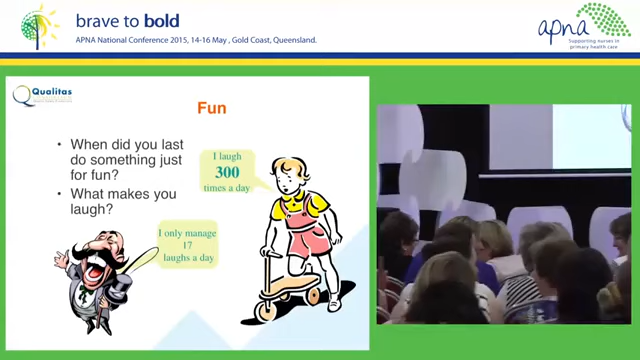 brave to bold
APNA National Conference 2015, 14-16 May, Gold Coast, Queensland.
apna
Supporting nurses in
primary health care
Qualitas
Fun
• When did you last
do something just
for fun?
• What makes you
laugh?
I laugh
300
times a day
I only manage
17
laughs a day